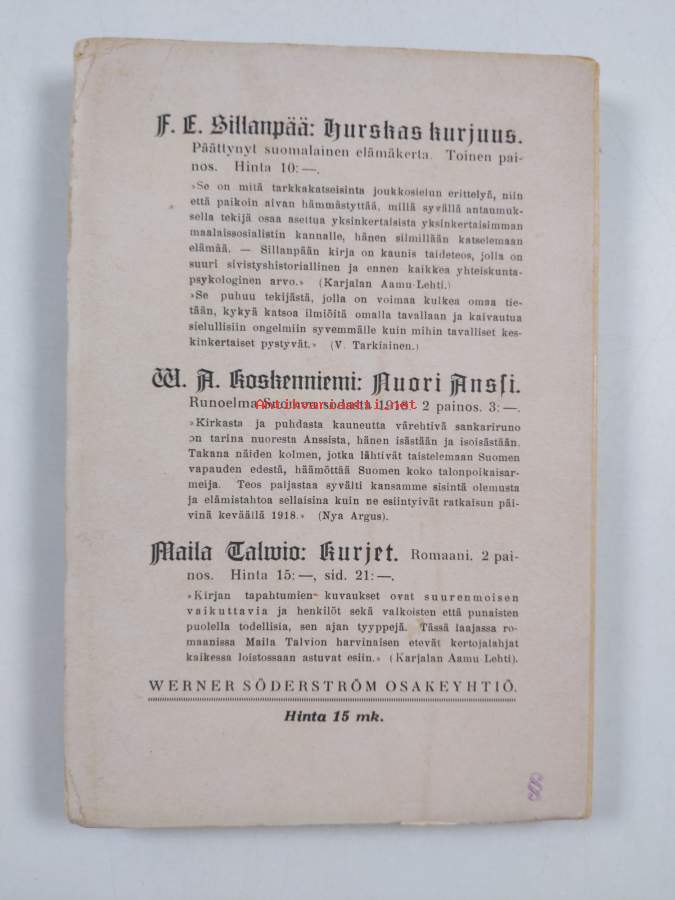 F. E. Sillanpää: Hurskas kurjuus.
Päättynyt suomalainen elämäkerta. Toinen pai-
nos. Hinta 10: —.
»Se on mitä tarkkakatseisinta joukkosielun erittelyä, niin
että paikoin aivan hämmästyttää, millä syvällä antaumuk-
sella tekijä osaa asettua yksinkertaisista yksinkertaisimman
maalaissosialistin kannalle, hänen silmillään katselemaan
elämää. — Sillanpään kirja on kaunis taideteos, jolla on
suuri sivistyshistoriallinen ja ennen kaikkea yhteiskunta-
psykologinen arvo.» (Karjalan Aamu-Lehti.)
»Se puhuu tekijästä, jolla on voimaa kulkea omaa tie-
tään, kykyä katsoa ilmiöitä omalla tavallaan ja kaivautua
sielullisiin ongelmiin syvemmälle kuin mihin tavalliset kes-
kinkertaiset pystyvät.» (V. Tarkiainen.)
W. A. Koskenniemi: Nuori Anssi.
Runoelma Suomen sodasta 1918. 2 painos. 3: —.
Antikvariaatti.net
»Kirkasta ja puhdasta kauneutta värehtivä sankariruno
on tarina nuoresta Anssista, hänen isästään ja isoisästään.
Takana näiden kolmen, jotka lähtivät taistelemaan Suomen
vapauden edestä, häämöttää Suomen koko talonpoikaisar-
meija. Teos paljastaa syvälti kansamme sisintä olemusta
ja elämistahtoa sellaisina kuin ne esiintyivät ratkaisun päi-
vinä keväällä 1918.» (Nya Argus).
Maila Talwio: Kurjet. Romaani. 2 pai-
nos. Hinta 15: —, sid. 21: —.
»Kirjan tapahtumien kuvaukset ovat suurenmoisen
vaikuttavia ja henkilöt sekä valkoisten että punaisten
puolella todellisia, sen ajan tyyppejä. Tässä laajassa ro-
maanissa Maila Talvion harvinaisen etevät kertojalahjat
kaikessa loistossaan astuvat esiin.» (Karjalan Aamu-Lehti).
WERNER SÖDERSTRÖM OSAKEYHTIÖ.
Hinta 15 mk.